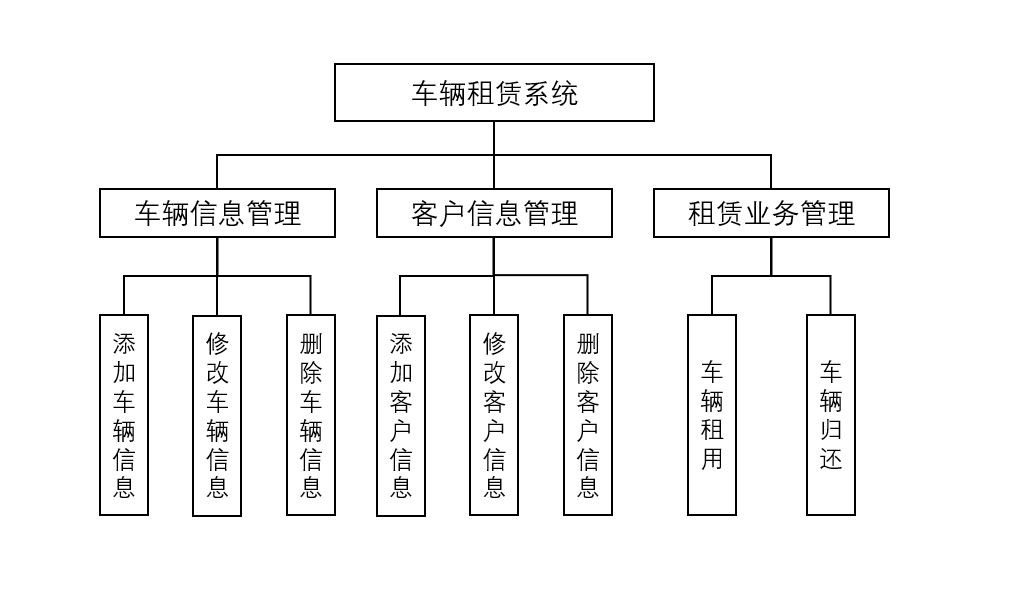 车辆租赁系统
车辆信息管理
客户信息管理
租赁业务管理
添加车辆信息
修改车辆信息
删除车辆信息
添加客户信息
修改客户信息
删除客户信息
车辆租用
车辆归还